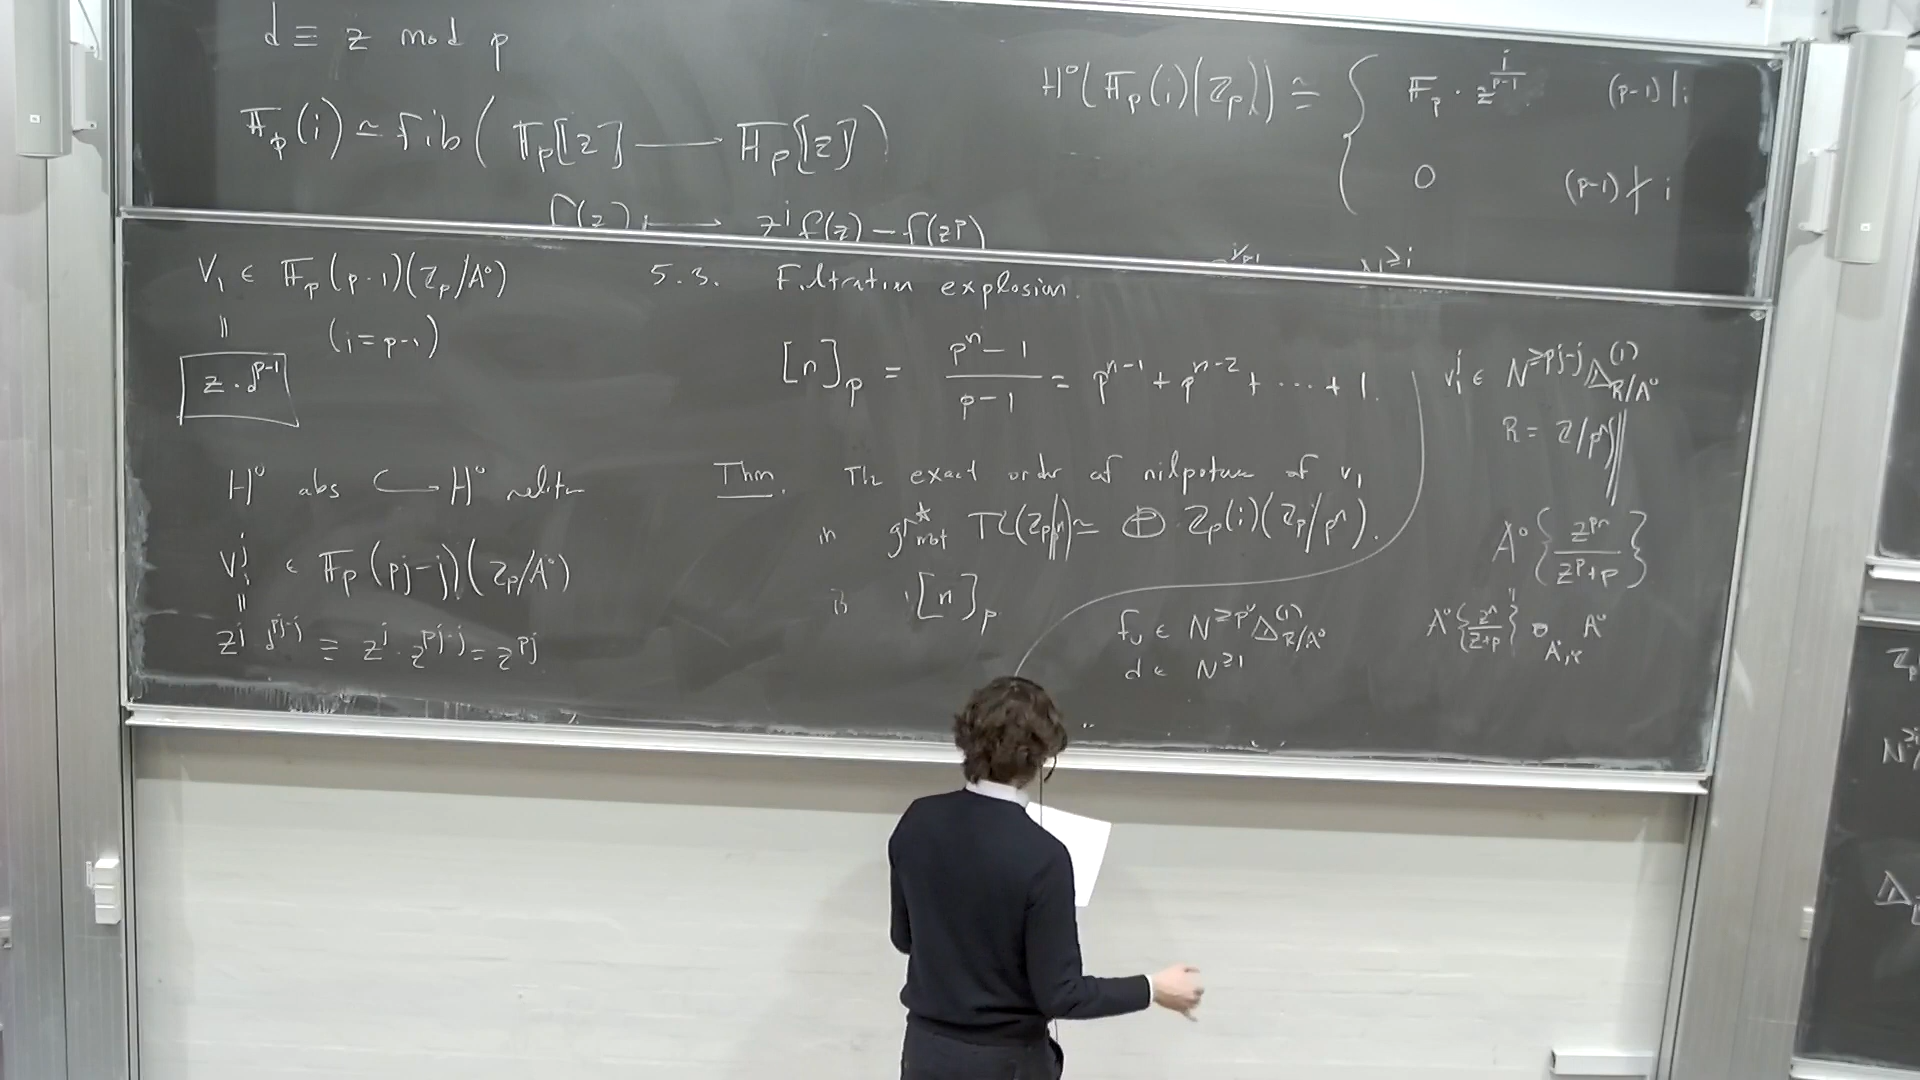 d ≡ z mod p
𝔽_p(i) ≃ fib( 𝔽_p[z] ⟶ 𝔽_p[z] )
f(z) ⟼ z^i f(z) − f(z^p)
H^0(𝔽_p(i)(ℤ_p)) ≃ { 𝔽_p · z^{i/(p-1)} (p-1) | i
0 (p-1) ∤ i
N^{≥i}
v_1 ∈ 𝔽_p(p-1)(ℤ_p/A^0)
|| (i = p-1)
z · d^{p-1}
H^0 abs ↪ H^0
v_1^j ∈ 𝔽_p(pj-j)(ℤ_p/A^0)
||
z^j d^{pj-j} ≡ z^j · z^{pj-j} = z^{pj}
5.3. Filtration explosion.
[n]_p = (p^n − 1)/(p−1) = p^{n-1} + p^{n-2} + ⋯ + 1.
Thm. The exact order of nilpotence of v_1
in gr^*_{mot} TC(ℤ/p^n) ≃ ⊕ ℤ_p(i)(ℤ_p/p^n).
is [n]_p
f_v ∈ N^{≥p^v} Δ^{(1)}_{R/A^0}
d ∈ N^{≥1}
v_1^j ∈ N^{≥pj-j} Δ^{(1)}_{R/A^0}
R = ℤ/p^n
A^0 { z^{pn} / (z^p+p) }
||
A^0 { z^n / (z+p) } ⊗_{A^0,φ} A^0
ℤ_p
N^{≥i}
Δ